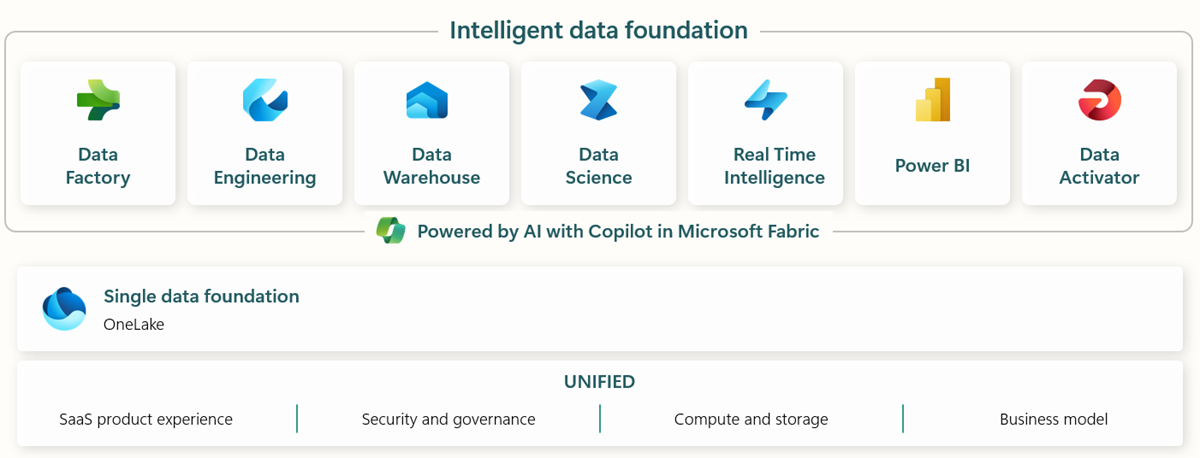 Intelligent data foundation
Data
Factory
Data
Engineering
Data
Warehouse
Data
Science
Real Time
Intelligence
Power BI
Data
Activator
Powered by AI with Copilot in Microsoft Fabric
Single data foundation
OneLake
UNIFIED
SaaS product experience
Security and governance
Compute and storage
Business model